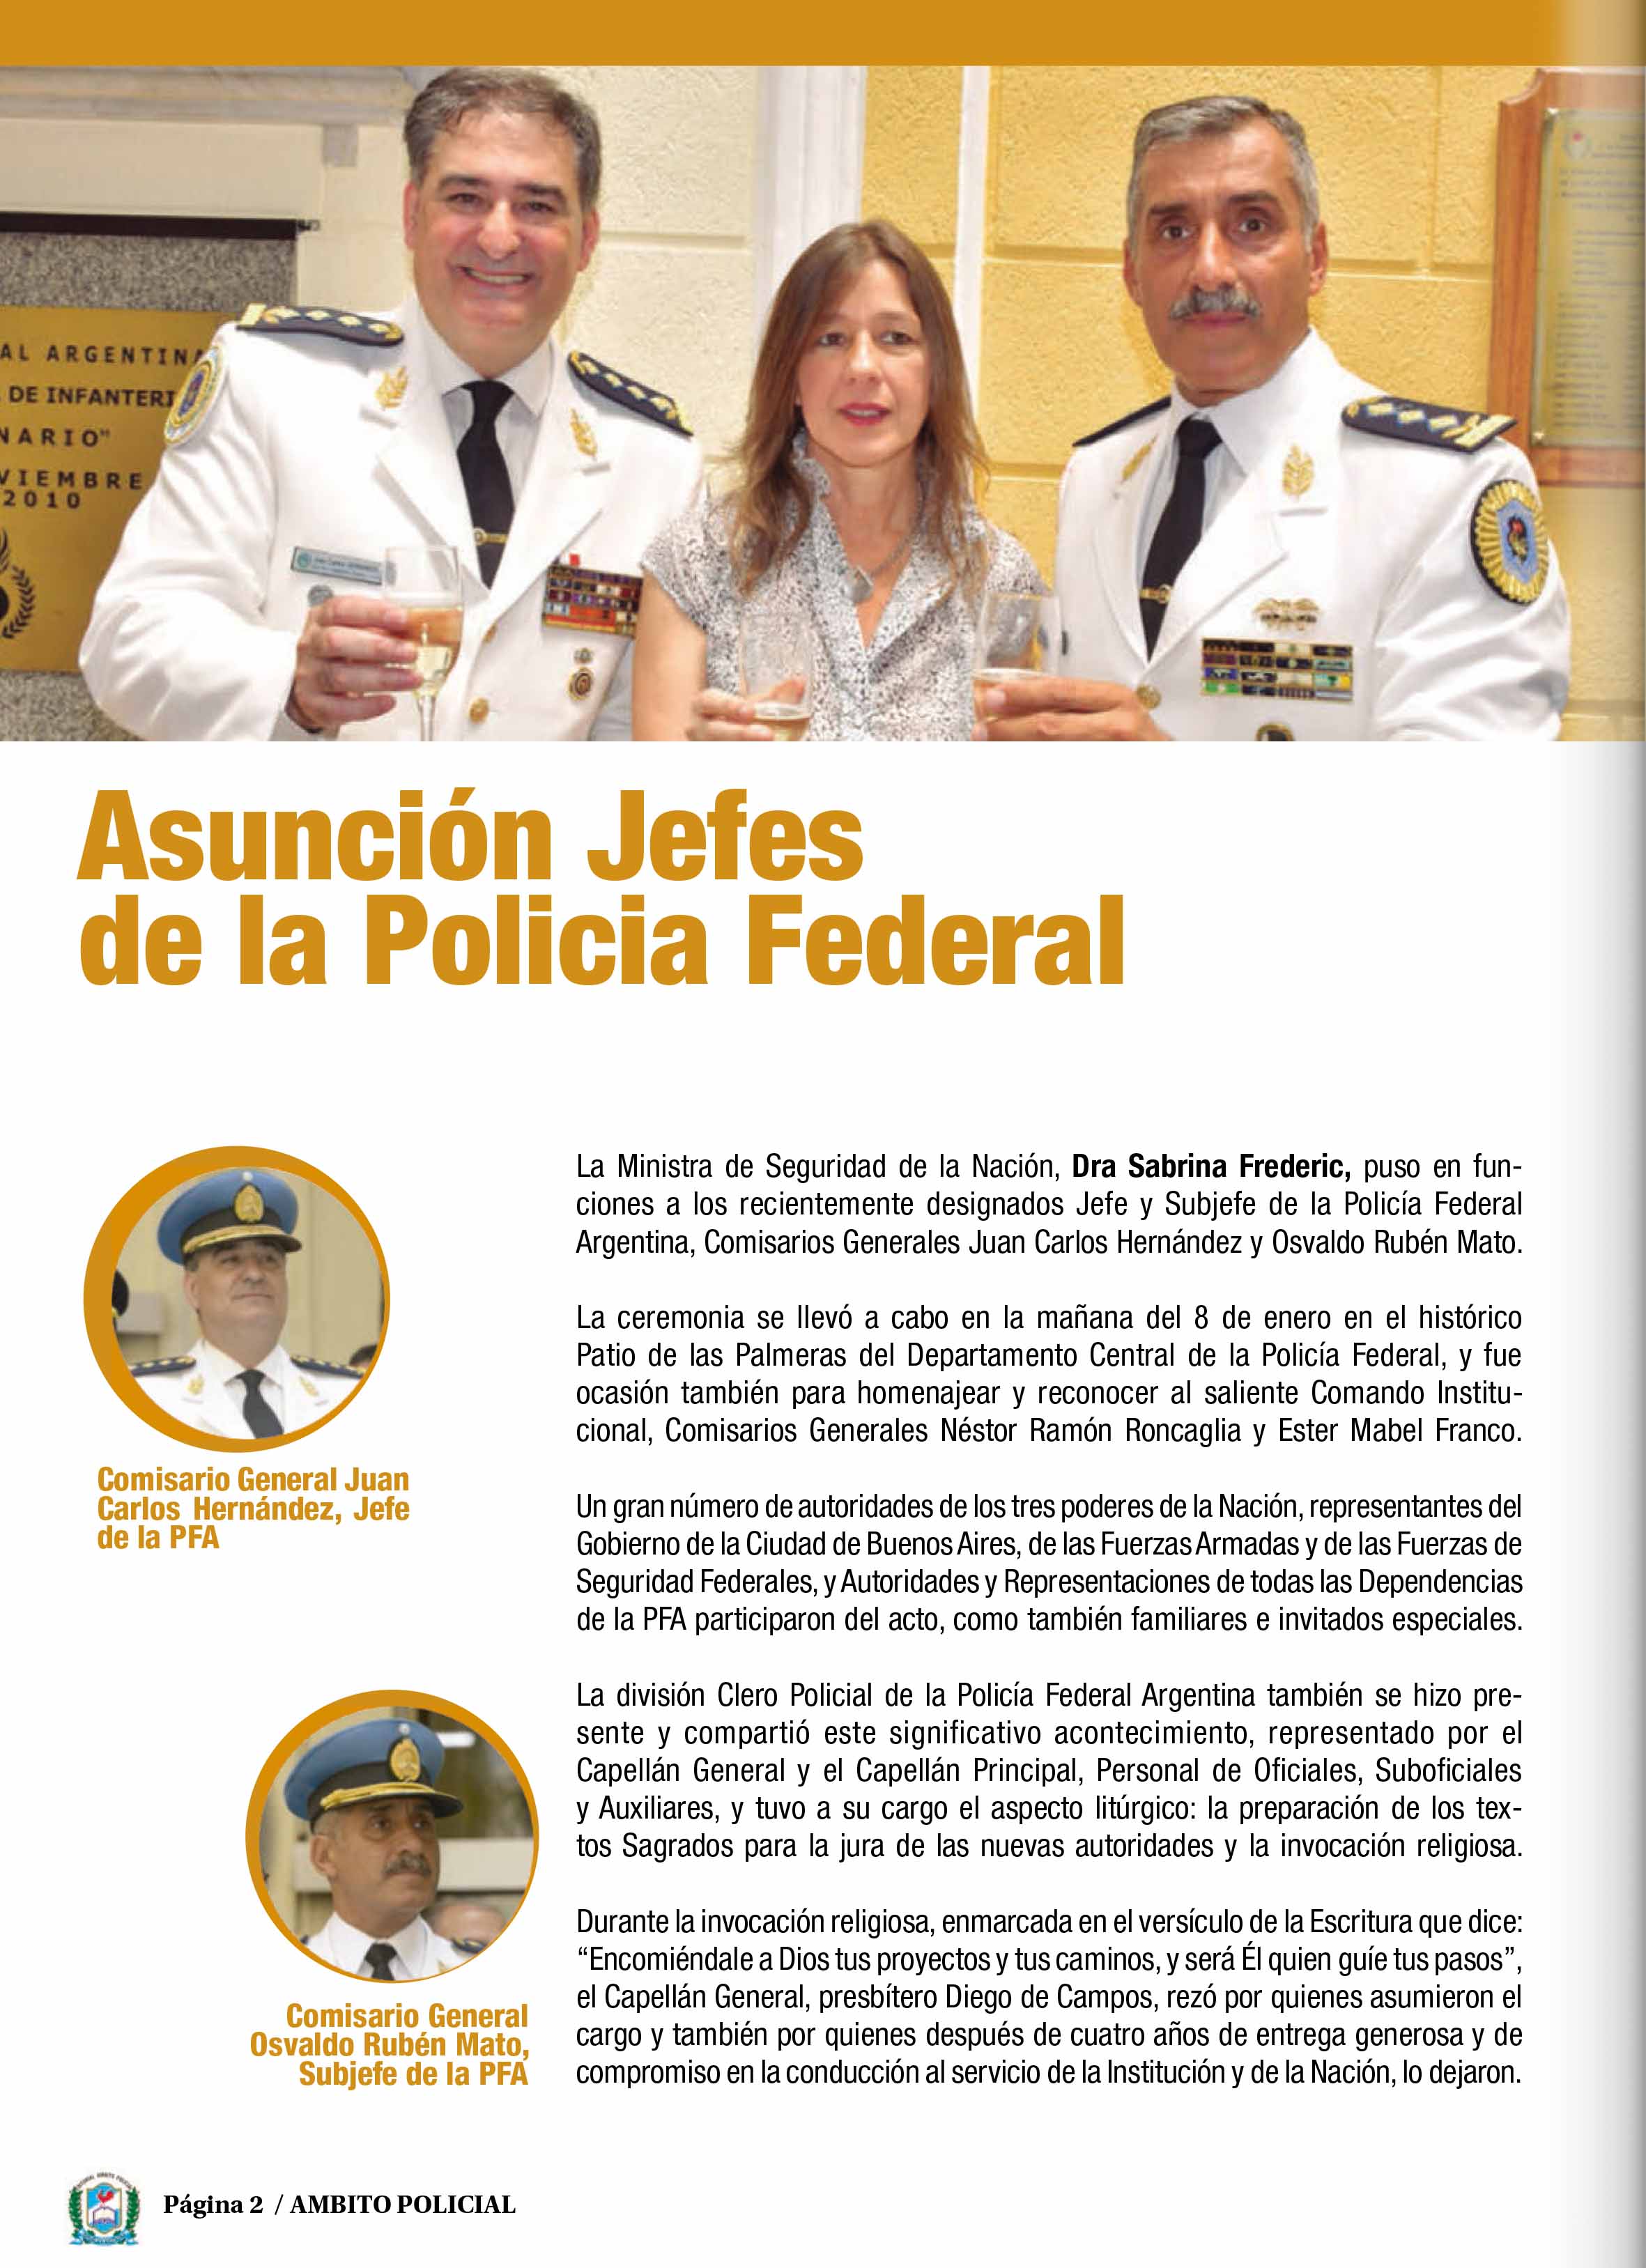 AL ARGENTINA
DE INFANTERI
NARIO"
VIEMBRE
2010
Asunción Jefes
de la Policia Federal
La Ministra de Seguridad de la Nación, Dra Sabrina Frederic, puso en fun-
ciones a los recientemente designados Jefe y Subjefe de la Policía Federal
Argentina, Comisarios Generales Juan Carlos Hernández y Osvaldo Rubén Mato.
La ceremonia se llevó a cabo en la mañana del 8 de enero en el histórico
Patio de las Palmeras del Departamento Central de la Policía Federal, y fue
ocasión también para homenajear y reconocer al saliente Comando Institu-
cional, Comisarios Generales Néstor Ramón Roncaglia y Ester Mabel Franco.
Un gran número de autoridades de los tres poderes de la Nación, representantes del
Gobierno de la Ciudad de Buenos Aires, de las Fuerzas Armadas y de las Fuerzas de
Seguridad Federales, y Autoridades y Representaciones de todas las Dependencias
de la PFA participaron del acto, como también familiares e invitados especiales.
La división Clero Policial de la Policía Federal Argentina también se hizo pre-
sente y compartió este significativo acontecimiento, representado por el
Capellán General y el Capellán Principal, Personal de Oficiales, Suboficiales
y Auxiliares, y tuvo a su cargo el aspecto litúrgico: la preparación de los tex-
tos Sagrados para la jura de las nuevas autoridades y la invocación religiosa.
Durante la invocación religiosa, enmarcada en el versículo de la Escritura que dice:
“Encomiéndale a Dios tus proyectos y tus caminos, y será Él quien guíe tus pasos”,
el Capellán General, presbítero Diego de Campos, rezó por quienes asumieron el
cargo y también por quienes después de cuatro años de entrega generosa y de
compromiso en la conducción al servicio de la Institución y de la Nación, lo dejaron.
Comisario General Juan
Carlos Hernández, Jefe
de la PFA
Comisario General
Osvaldo Rubén Mato,
Subjefe de la PFA
Página 2 / AMBITO POLICIAL